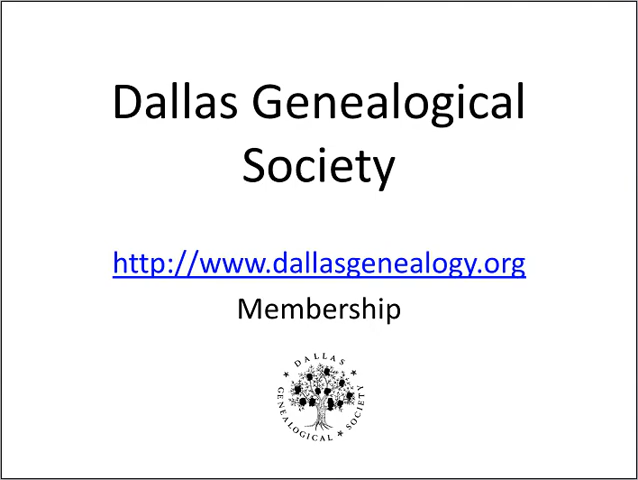 Dallas Genealogical
Society
http://www.dallasgenealogy.org
Membership
DALLAS
GENEALOGICAL
SOCIETY